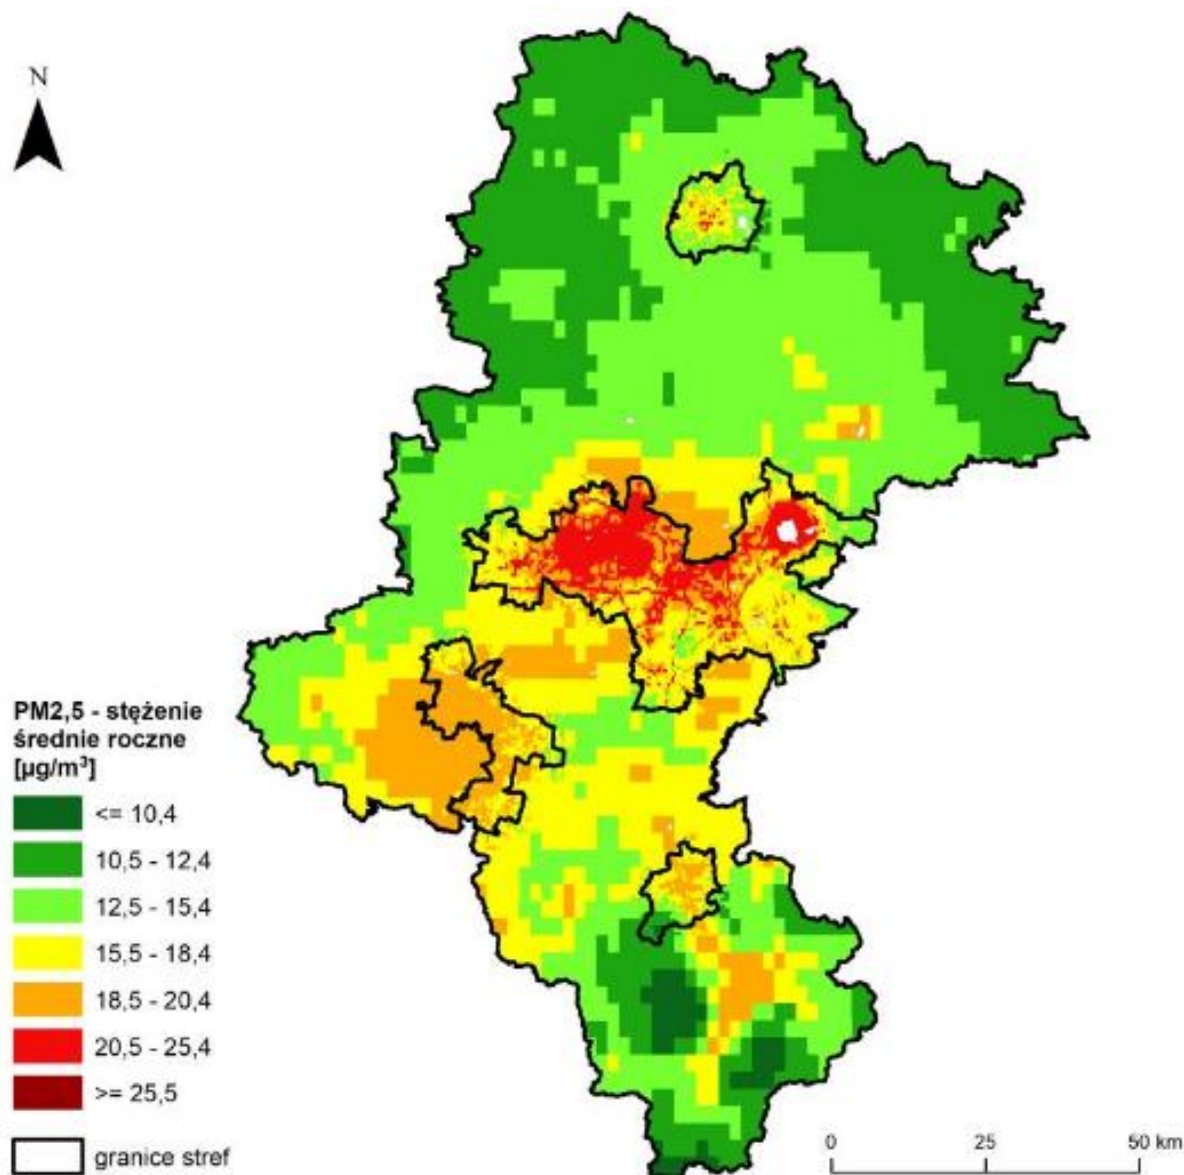 N
PM2,5 - stężenie
średnie roczne
[µg/m³]
<= 10,4
10,5 - 12,4
12,5 - 15,4
15,5 - 18,4
18,5 - 20,4
20,5 - 25,4
>= 25,5
granice stref
0 25 50 km